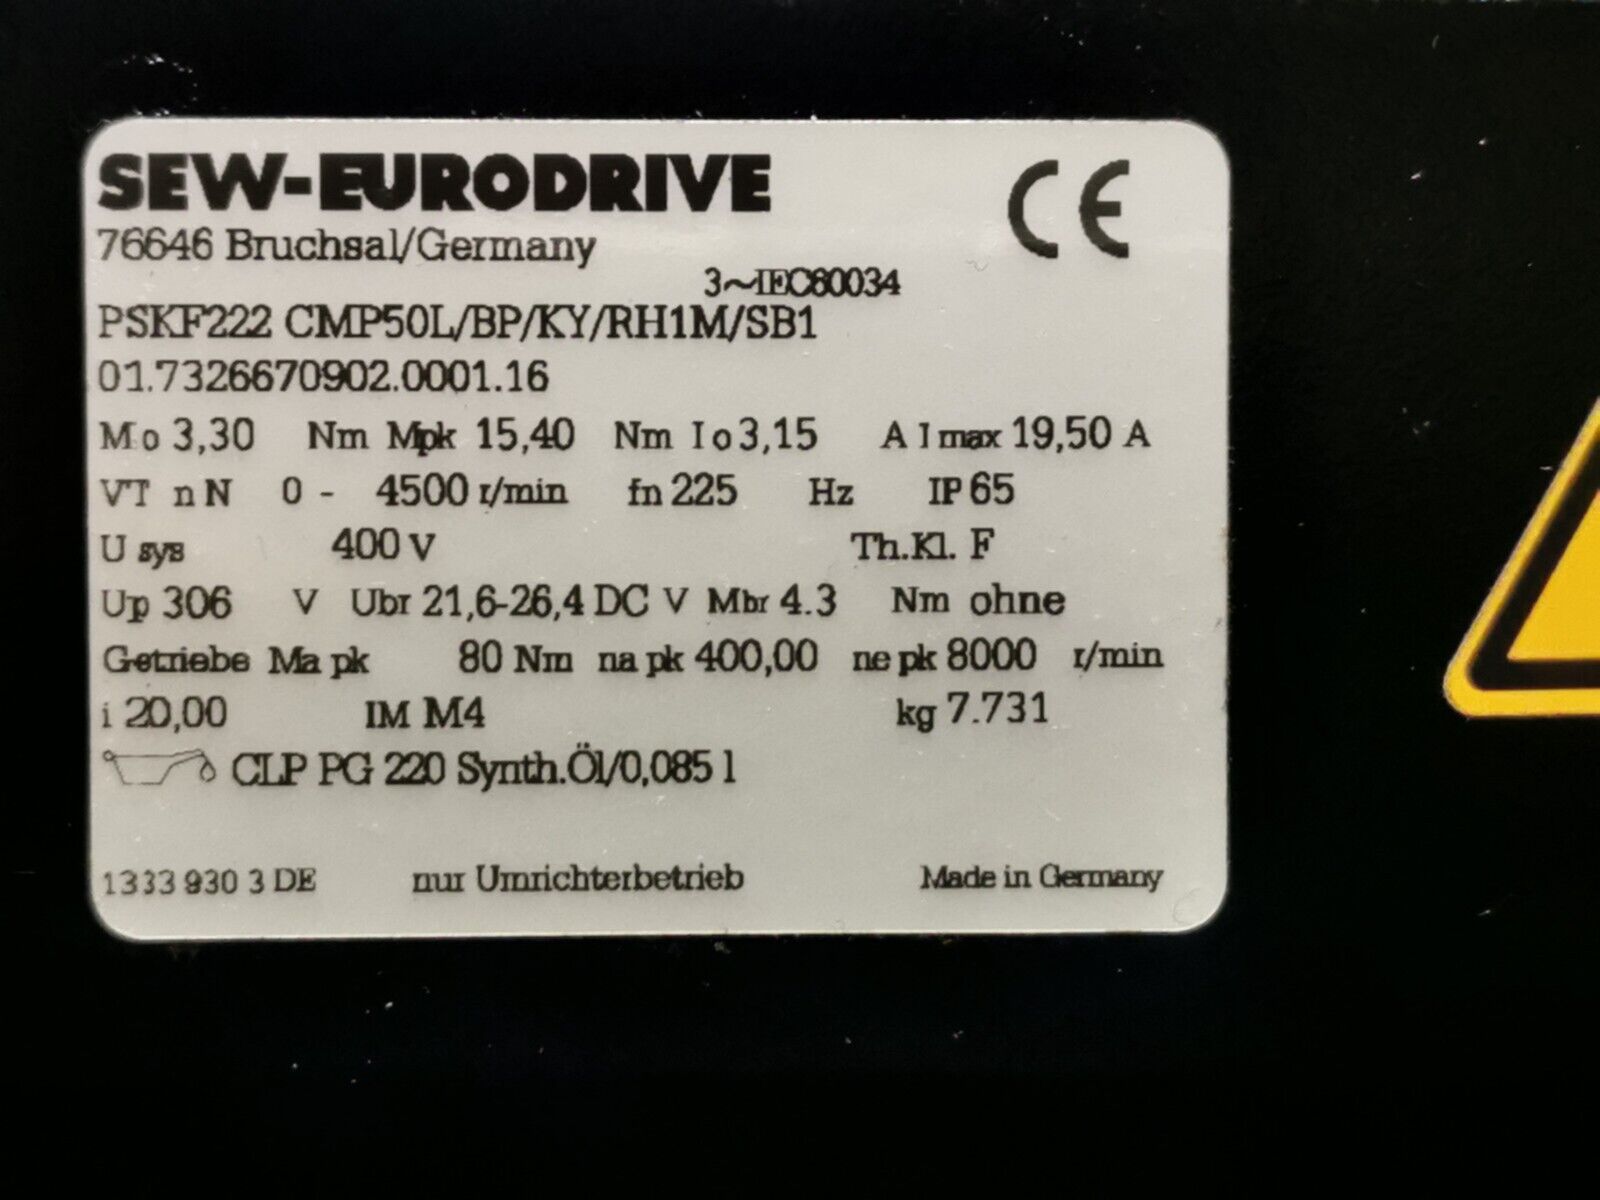 SEW-EURODRIVE
CE
76646 Bruchsal/Germany
3~IEC60034
PSKF222 CMP50L/BP/KY/RH1M/SB1
01.7326670902.0001.16
Mo 3,30 Nm Mpk 15,40 Nm Io 3,15 A Imax 19,50 A
VT nN 0 - 4500 r/min fn 225 Hz IP 65
U sys 400 V Th.Kl. F
Up 306 V Ubr 21,6-26,4 DC V Mbr 4.3 Nm ohne
Getriebe Ma pk 80 Nm na pk 400,00 ne pk 8000 r/min
i 20,00 IM M4 kg 7.731
CLP PG 220 Synth.Öl/0,085 l
1333 930 3 DE nur Umrichterbetrieb Made in Germany